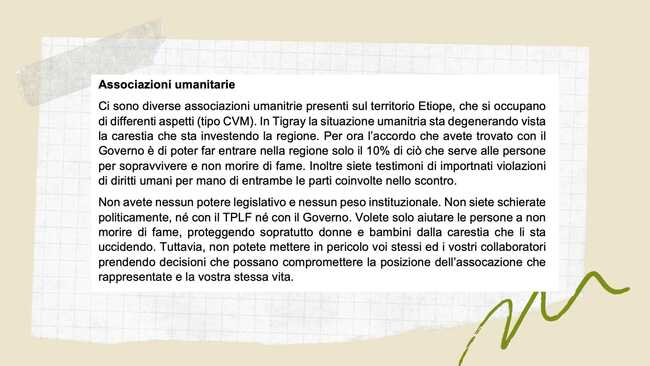 Associazioni umanitarie
Ci sono diverse associazioni umanitrie presenti sul territorio Etiope, che si occupano
di differenti aspetti (tipo CVM). In Tigray la situazione umanitria sta degenerando vista
la carestia che sta investendo la regione. Per ora l’accordo che avete trovato con il
Governo è di poter far entrare nella regione solo il 10% di ciò che serve alle persone
per sopravvivere e non morire di fame. Inoltre siete testimoni di importnati violazioni
di diritti umani per mano di entrambe le parti coinvolte nello scontro.
Non avete nessun potere legislativo e nessun peso instituzionale. Non siete schierate
politicamente, né con il TPLF né con il Governo. Volete solo aiutare le persone a non
morire di fame, proteggendo sopratutto donne e bambini dalla carestia che li sta
uccidendo. Tuttavia, non potete mettere in pericolo voi stessi ed i vostri collaboratori
prendendo decisioni che possano compromettere la posizione dell’assocazione che
rappresentate e la vostra stessa vita.